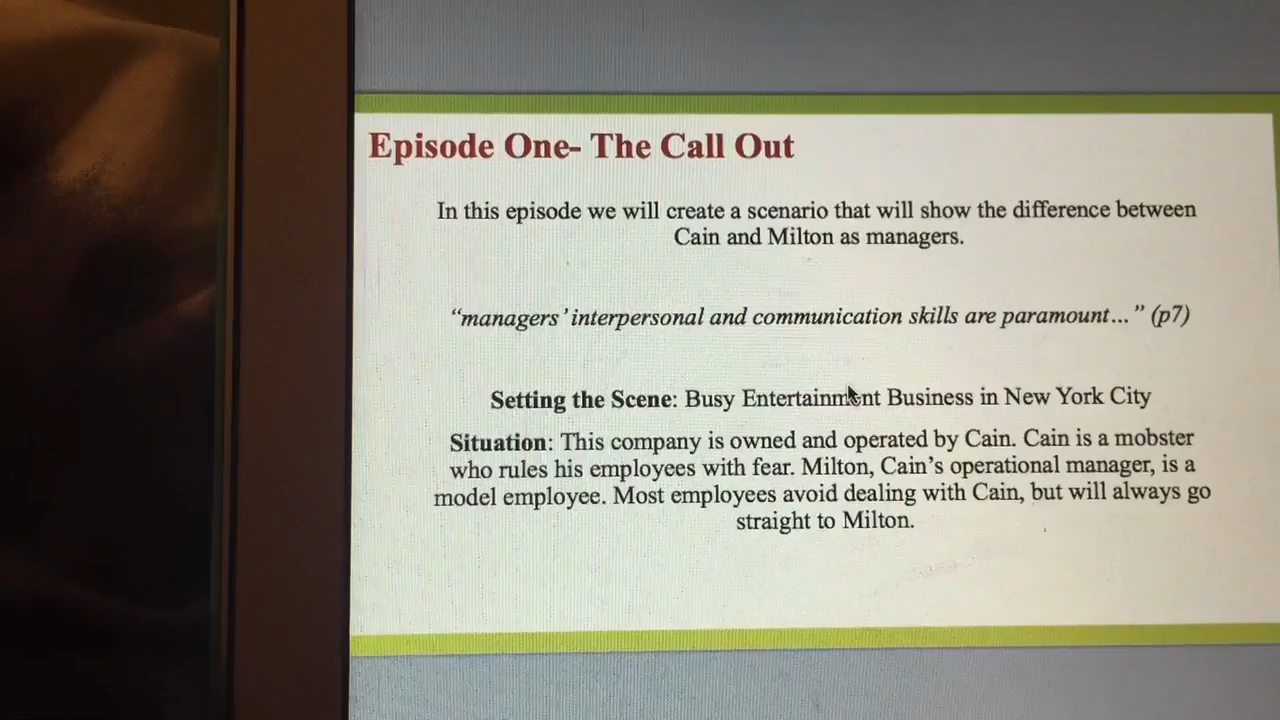 Episode One- The Call Out
In this episode we will create a scenario that will show the difference between
Cain and Milton as managers.
“managers’ interpersonal and communication skills are paramount…” (p7)
Setting the Scene: Busy Entertainment Business in New York City
Situation: This company is owned and operated by Cain. Cain is a mobster
who rules his employees with fear. Milton, Cain’s operational manager, is a
model employee. Most employees avoid dealing with Cain, but will always go
straight to Milton.